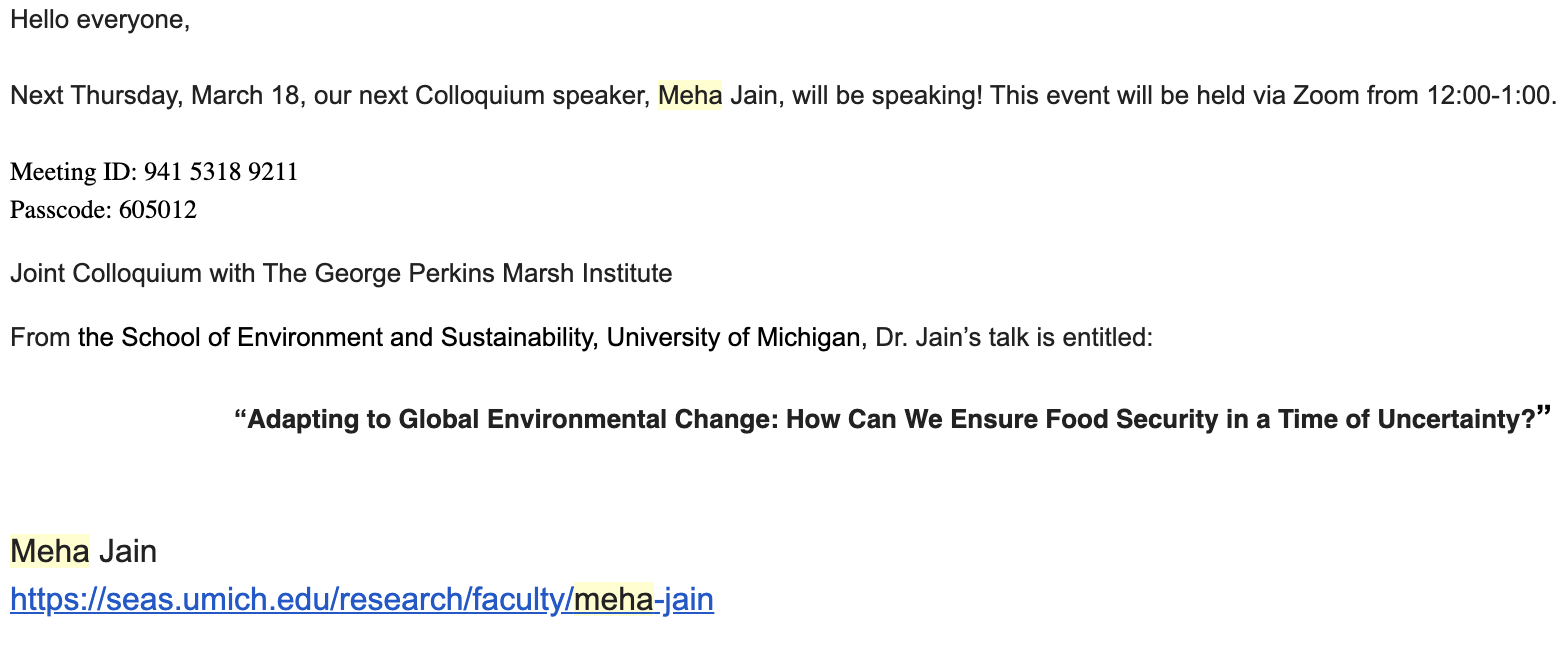 Hello everyone,
Next Thursday, March 18, our next Colloquium speaker, Meha Jain, will be speaking! This event will be held via Zoom from 12:00-1:00.
Meeting ID: 941 5318 9211
Passcode: 605012
Joint Colloquium with The George Perkins Marsh Institute
From the School of Environment and Sustainability, University of Michigan, Dr. Jain’s talk is entitled:
“Adapting to Global Environmental Change: How Can We Ensure Food Security in a Time of Uncertainty?”
Meha Jain
https://seas.umich.edu/research/faculty/meha-jain